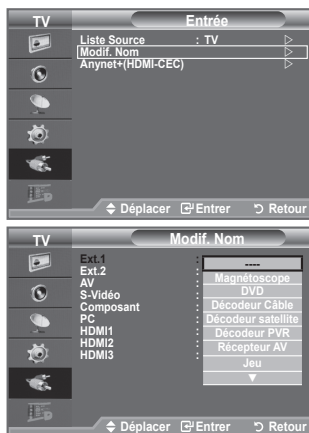 TV
Entrée
Liste Source : TV
Modif. Nom
Anynet+(HDMI-CEC)
Déplacer Entrer Retour
TV
Modif. Nom
Ext.1 : ----
Ext.2 : Magnétoscope
AV : DVD
S-Vidéo : Décodeur Câble
Composant : Décodeur satellite
PC : Décodeur PVR
HDMI1 : Récepteur AV
HDMI2 : Jeu
HDMI3 : ▼
Déplacer Entrer Retour